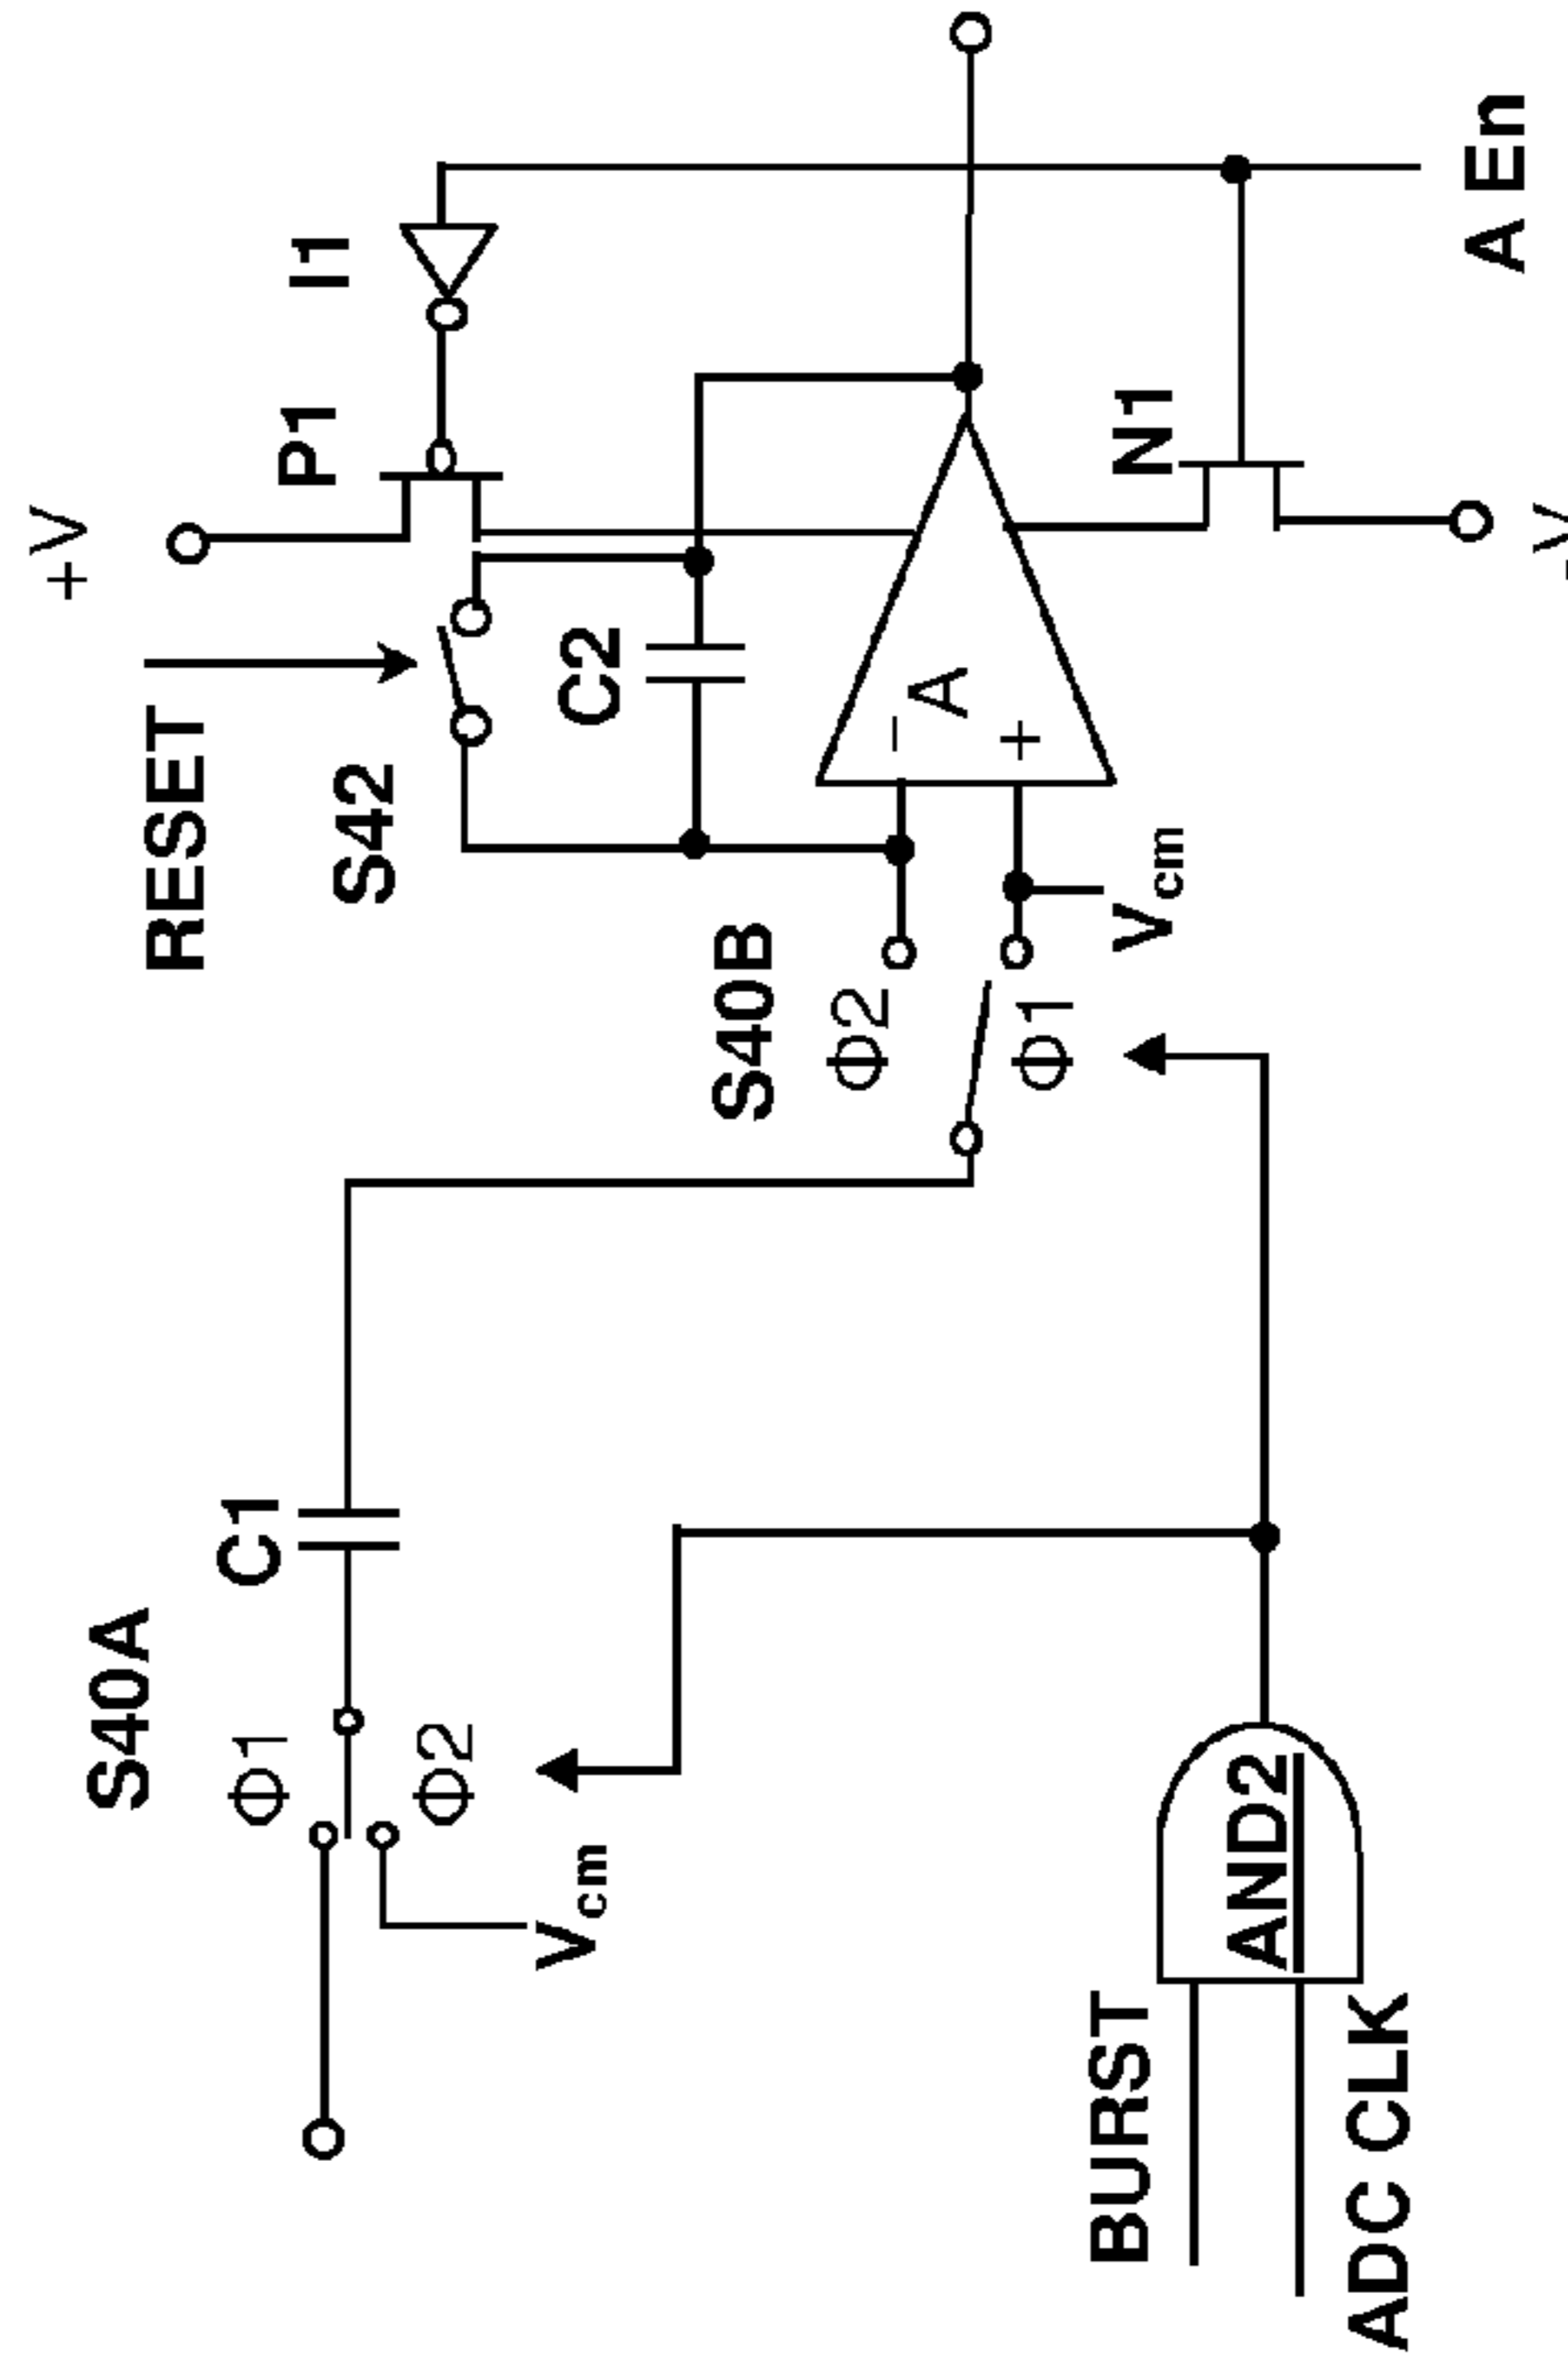 +V
RESET
P1
I1
S42
S40A
C1
C2
S40B
Φ1
Φ2
Φ2
Φ1
−
A
+
Vcm
Vcm
N1
BURST
AND2
ADC CLK
A En
-V